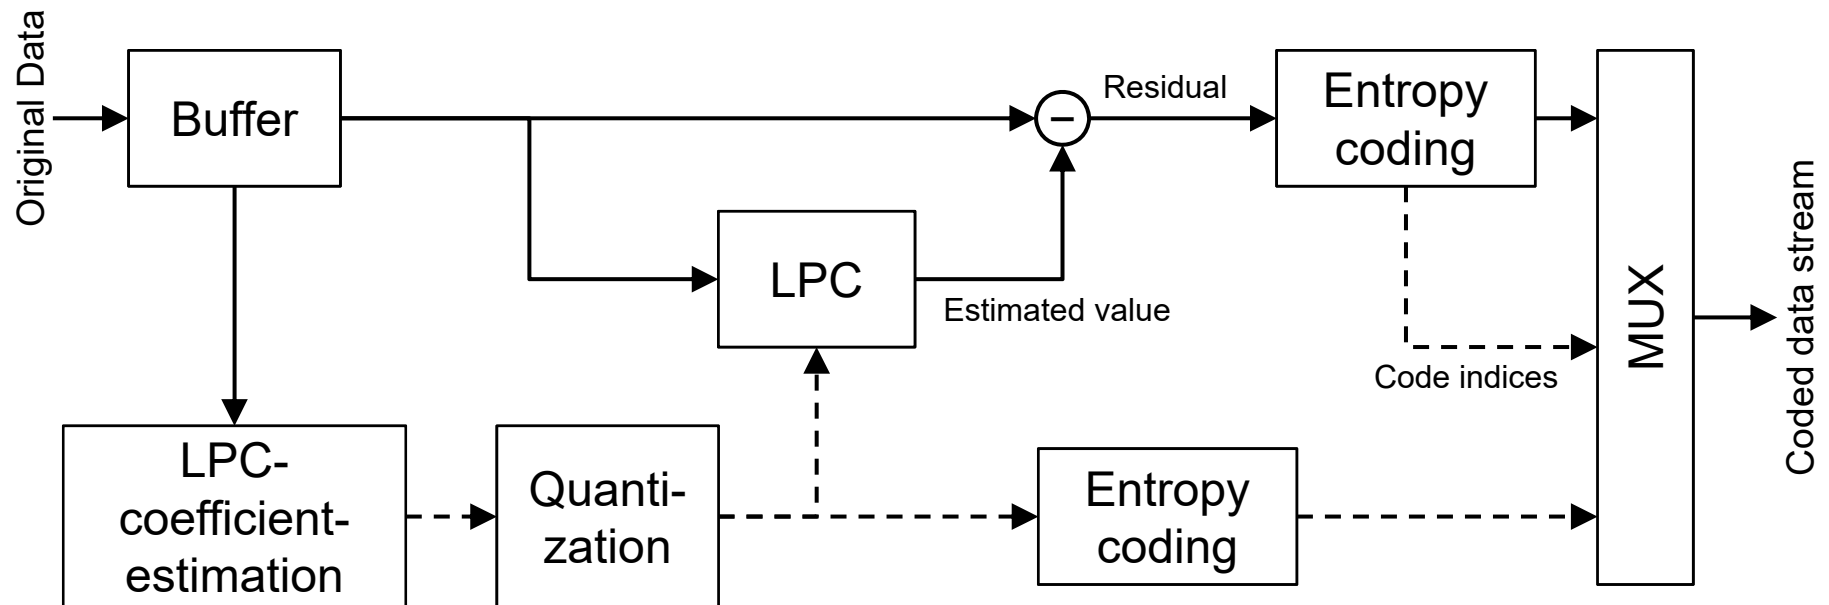 Original Data
Buffer
Residual
Entropy
coding
−
LPC
Estimated value
Code indices
MUX
Coded data stream
LPC-
coefficient-
estimation
Quanti-
zation
Entropy
coding